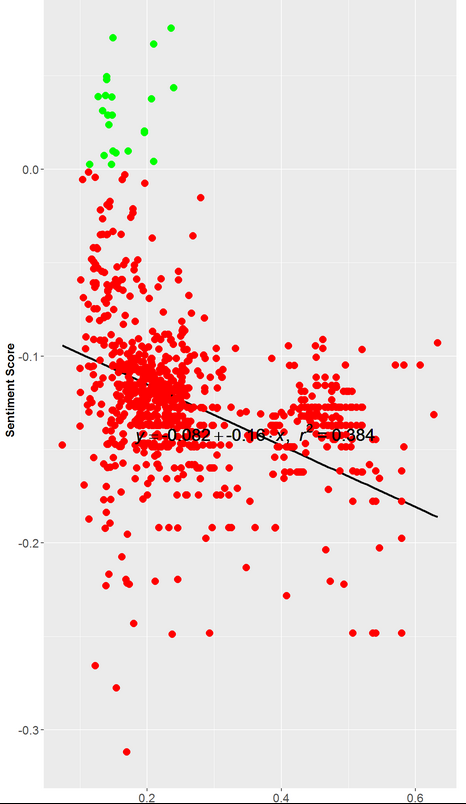 0.0
-0.1
-0.2
-0.3
Sentiment Score
y = -0.082 + -0.16 · x, r² = 0.384
0.2 0.4 0.6